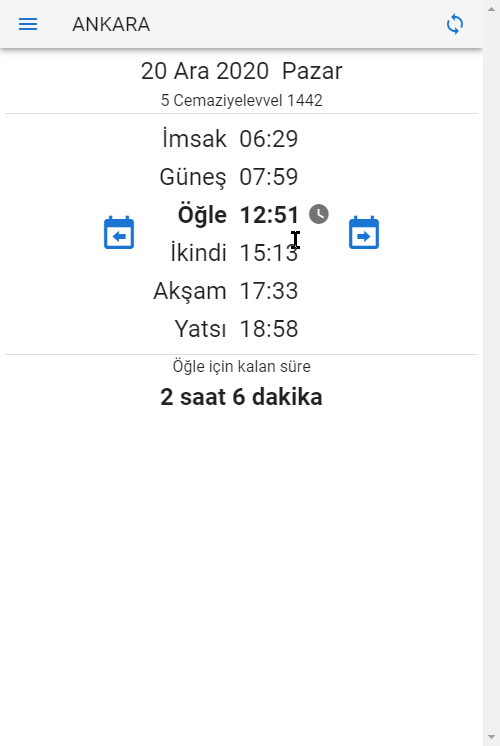 ANKARA
20 Ara 2020 Pazar
5 Cemaziyelevvel 1442
İmsak 06:29
Güneş 07:59
Öğle 12:51
İkindi 15:13
Akşam 17:33
Yatsı 18:58
Öğle için kalan süre
2 saat 6 dakika